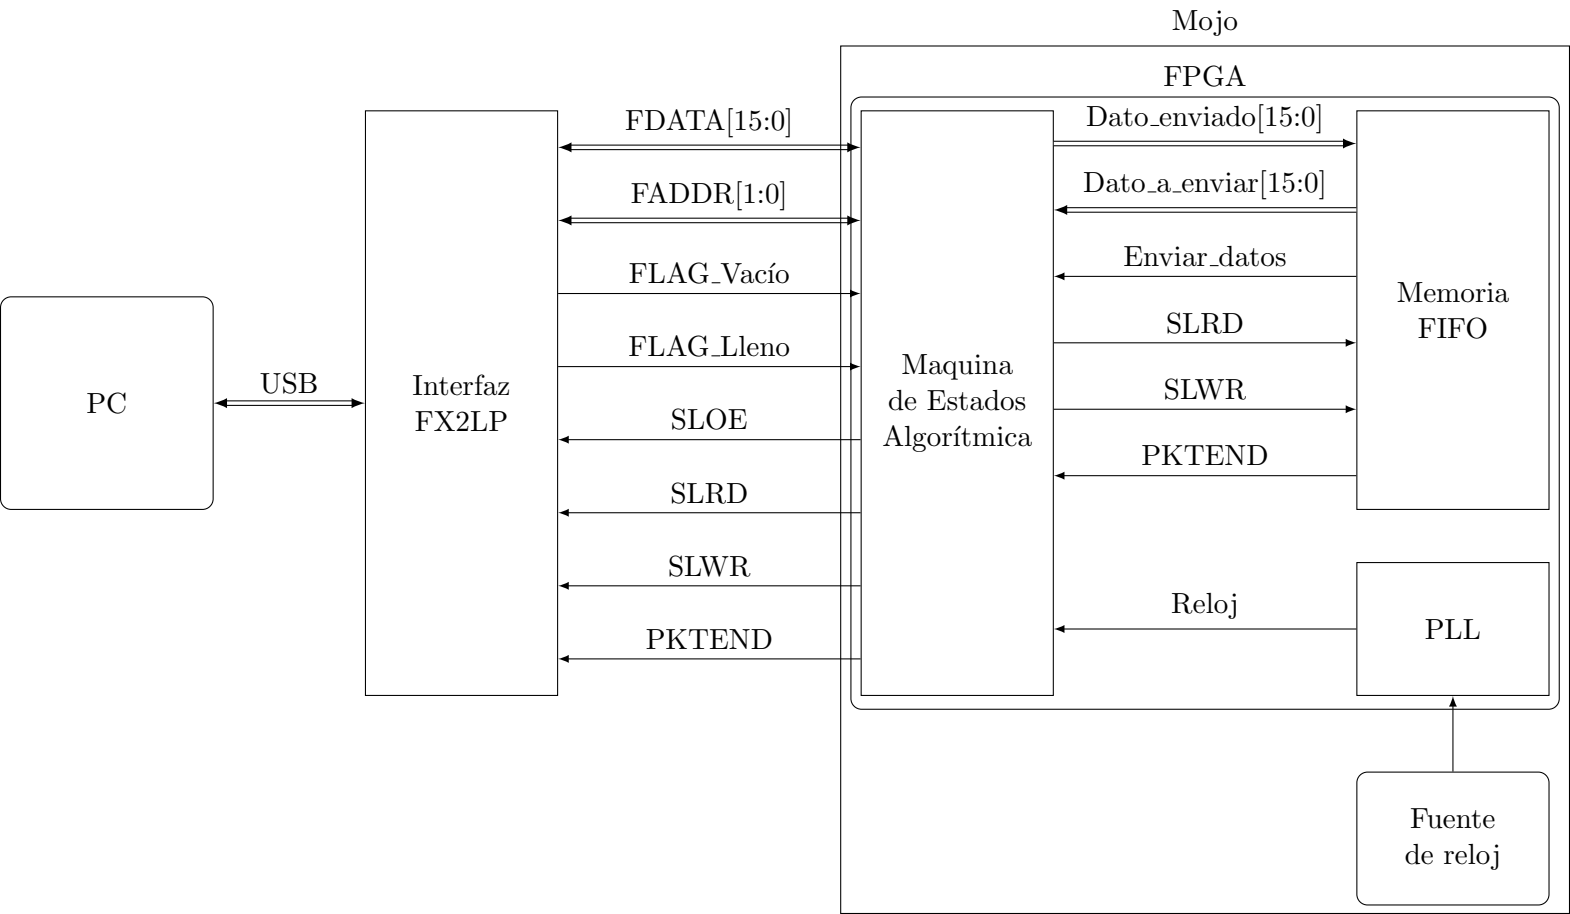 Mojo
FPGA
FDATA[15:0]
FADDR[1:0]
FLAG_Vacío
FLAG_Lleno
SLOE
SLRD
SLWR
PKTEND
Dato_enviado[15:0]
Dato_a_enviar[15:0]
Enviar_datos
SLRD
SLWR
PKTEND
Reloj
PC
USB
Interfaz
FX2LP
Maquina
de Estados
Algorítmica
Memoria
FIFO
PLL
Fuente
de reloj